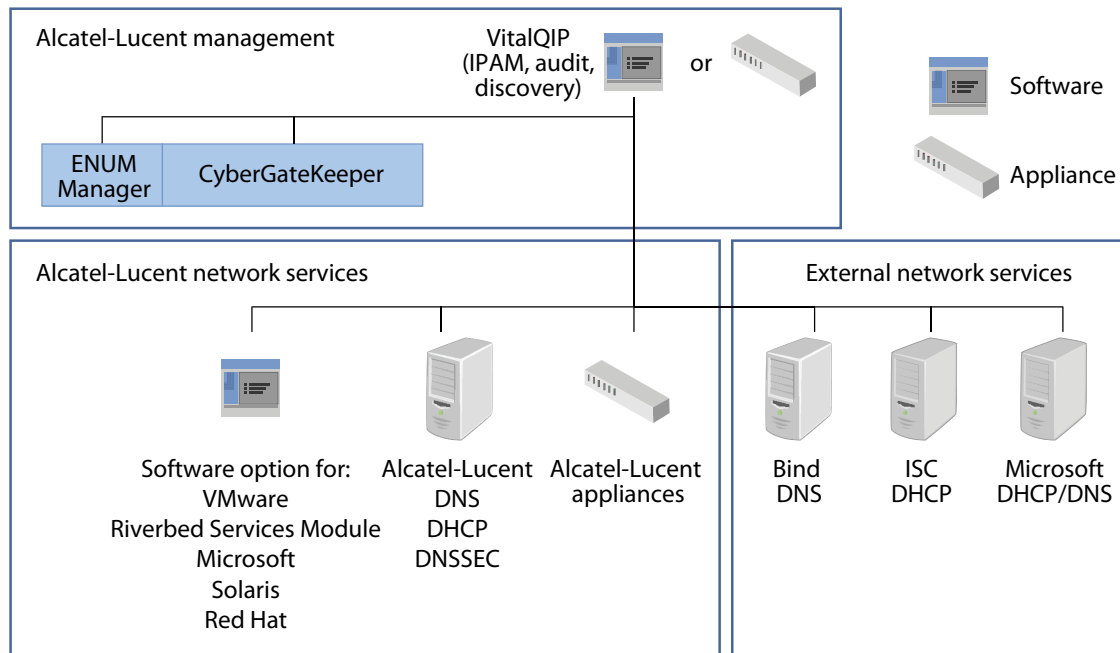 Alcatel-Lucent management
VitalQIP
(IPAM, audit,
discovery)
or
Software
Appliance
ENUM
Manager
CyberGateKeeper
Alcatel-Lucent network services
External network services
Software option for:
VMware
Riverbed Services Module
Microsoft
Solaris
Red Hat
Alcatel-Lucent
DNS
DHCP
DNSSEC
Alcatel-Lucent
appliances
Bind
DNS
ISC
DHCP
Microsoft
DHCP/DNS